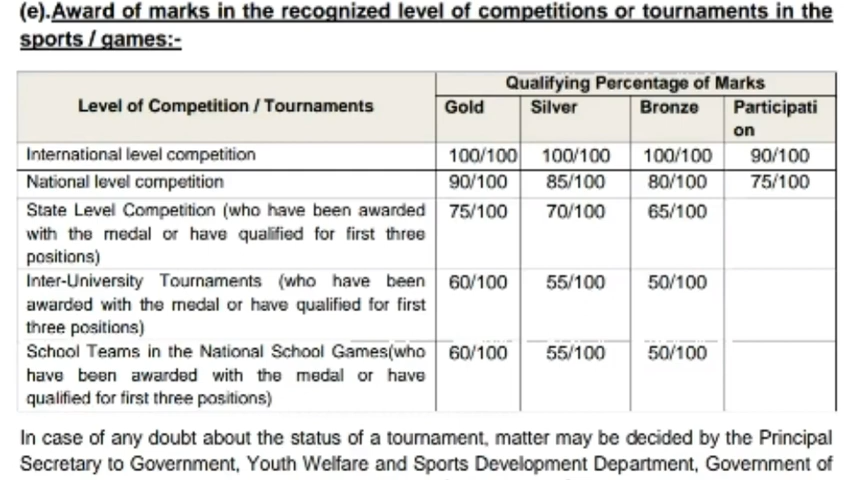 (e).Award of marks in the recognized level of competitions or tournaments in the
sports / games:-
Level of Competition / Tournaments
Qualifying Percentage of Marks
Gold Silver Bronze Participati
on
International level competition 100/100 100/100 100/100 90/100
National level competition 90/100 85/100 80/100 75/100
State Level Competition (who have been awarded 75/100 70/100 65/100
with the medal or have qualified for first three
positions)
Inter-University Tournaments (who have been 60/100 55/100 50/100
awarded with the medal or have qualified for first
three positions)
School Teams in the National School Games(who 60/100 55/100 50/100
have been awarded with the medal or have
qualified for first three positions)
In case of any doubt about the status of a tournament, matter may be decided by the Principal
Secretary to Government, Youth Welfare and Sports Development Department, Government of